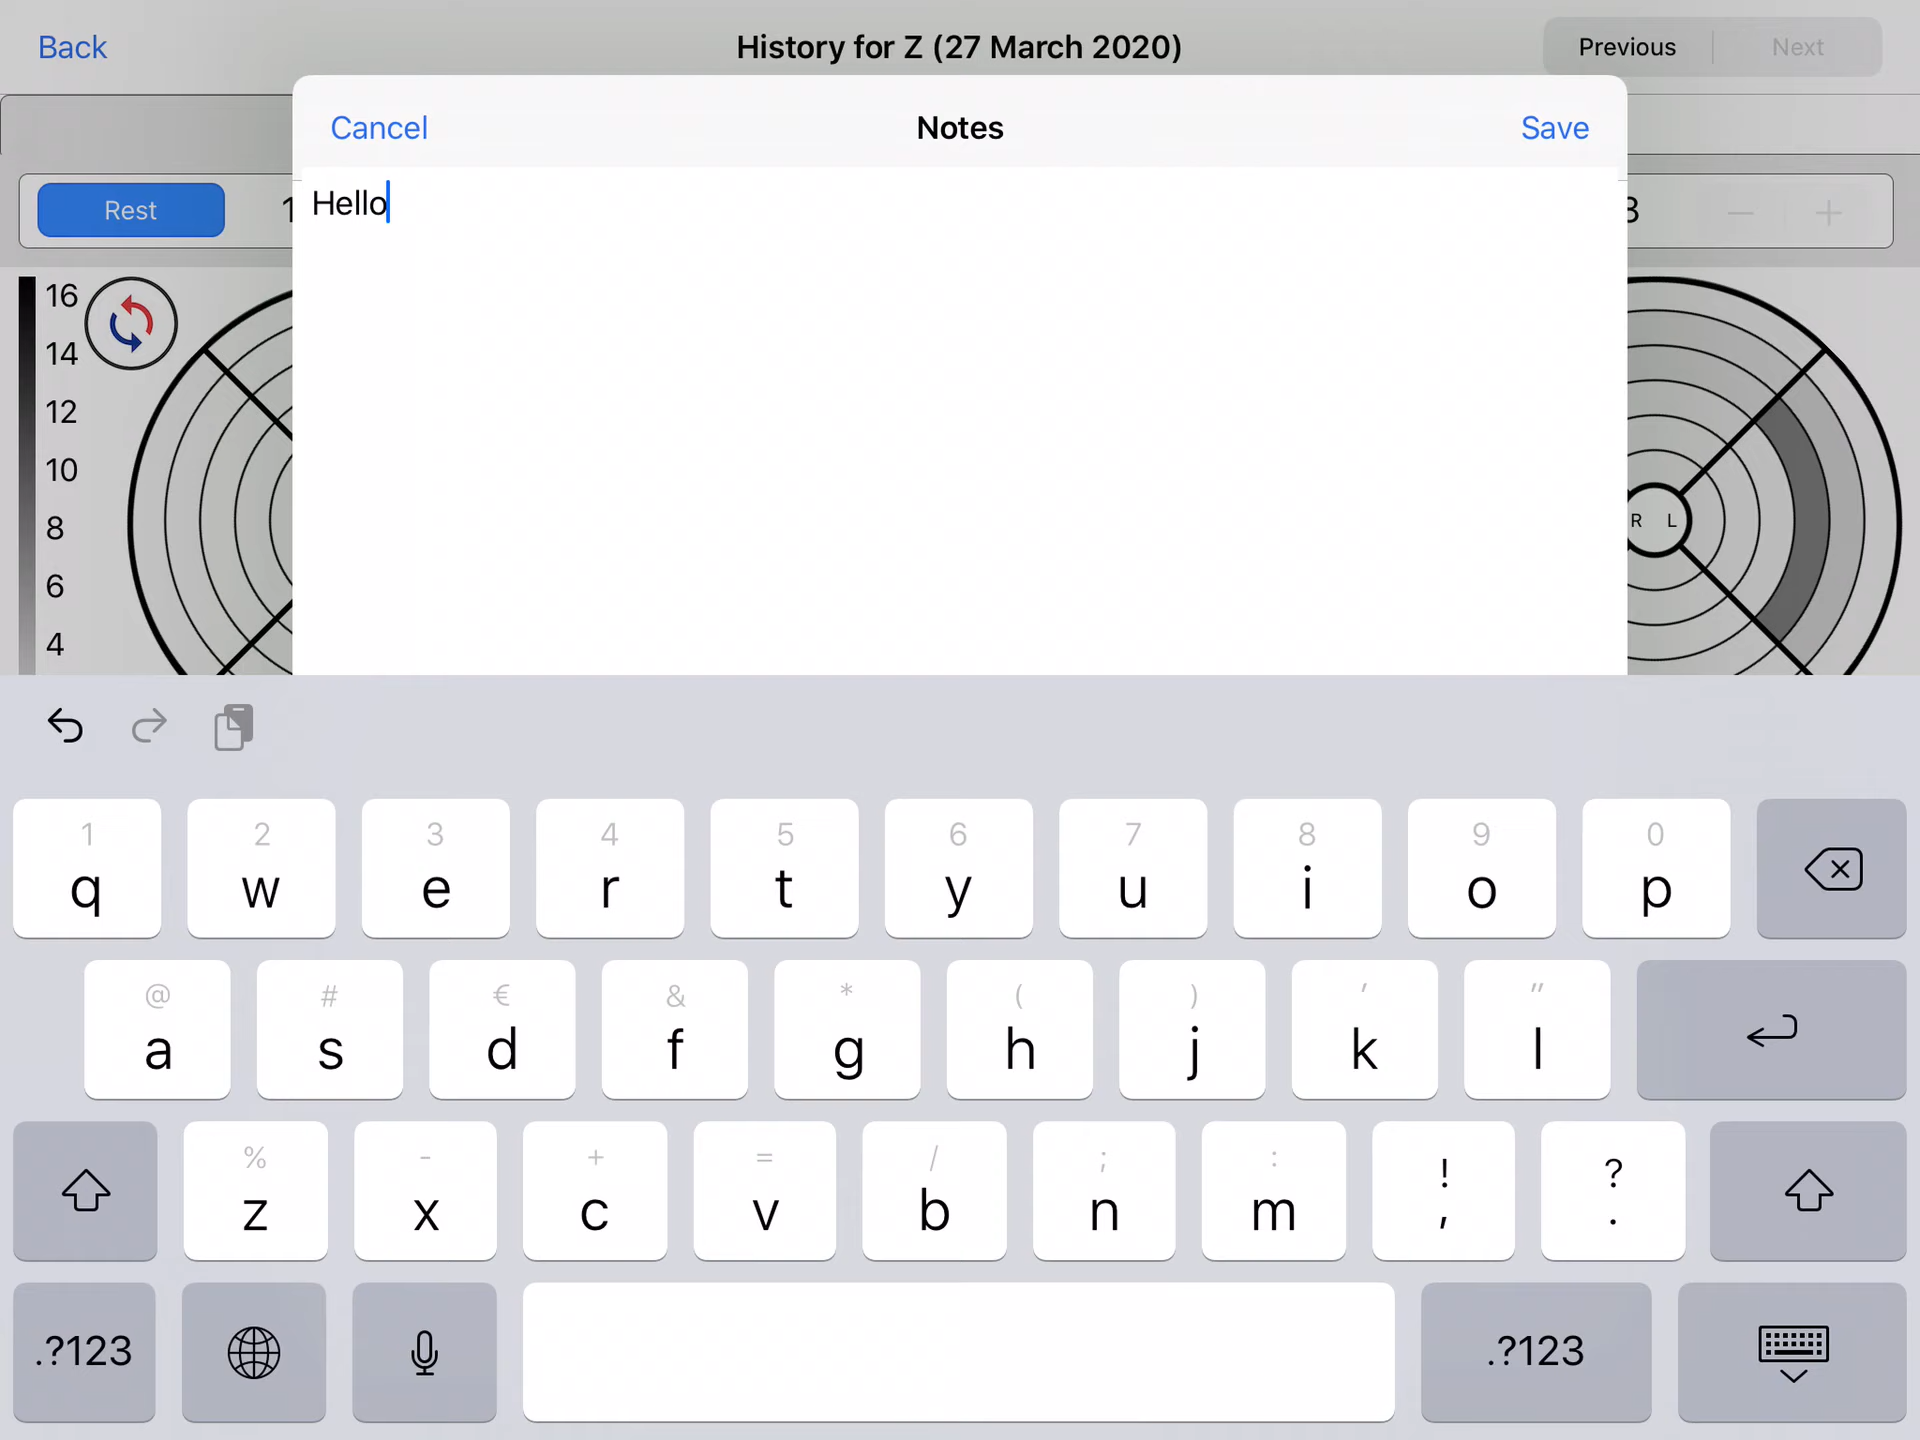 Back
History for Z (27 March 2020)
Previous
Next
Cancel
Notes
Save
Rest
Hello
16
14
12
10
8
6
4
R L
1 2 3 4 5 6 7 8 9 0
q w e r t y u i o p
@ # € & * ( ) ′ ″
a s d f g h j k l
% - + = / ; : ! ?
z x c v b n m , .
.?123
.?123